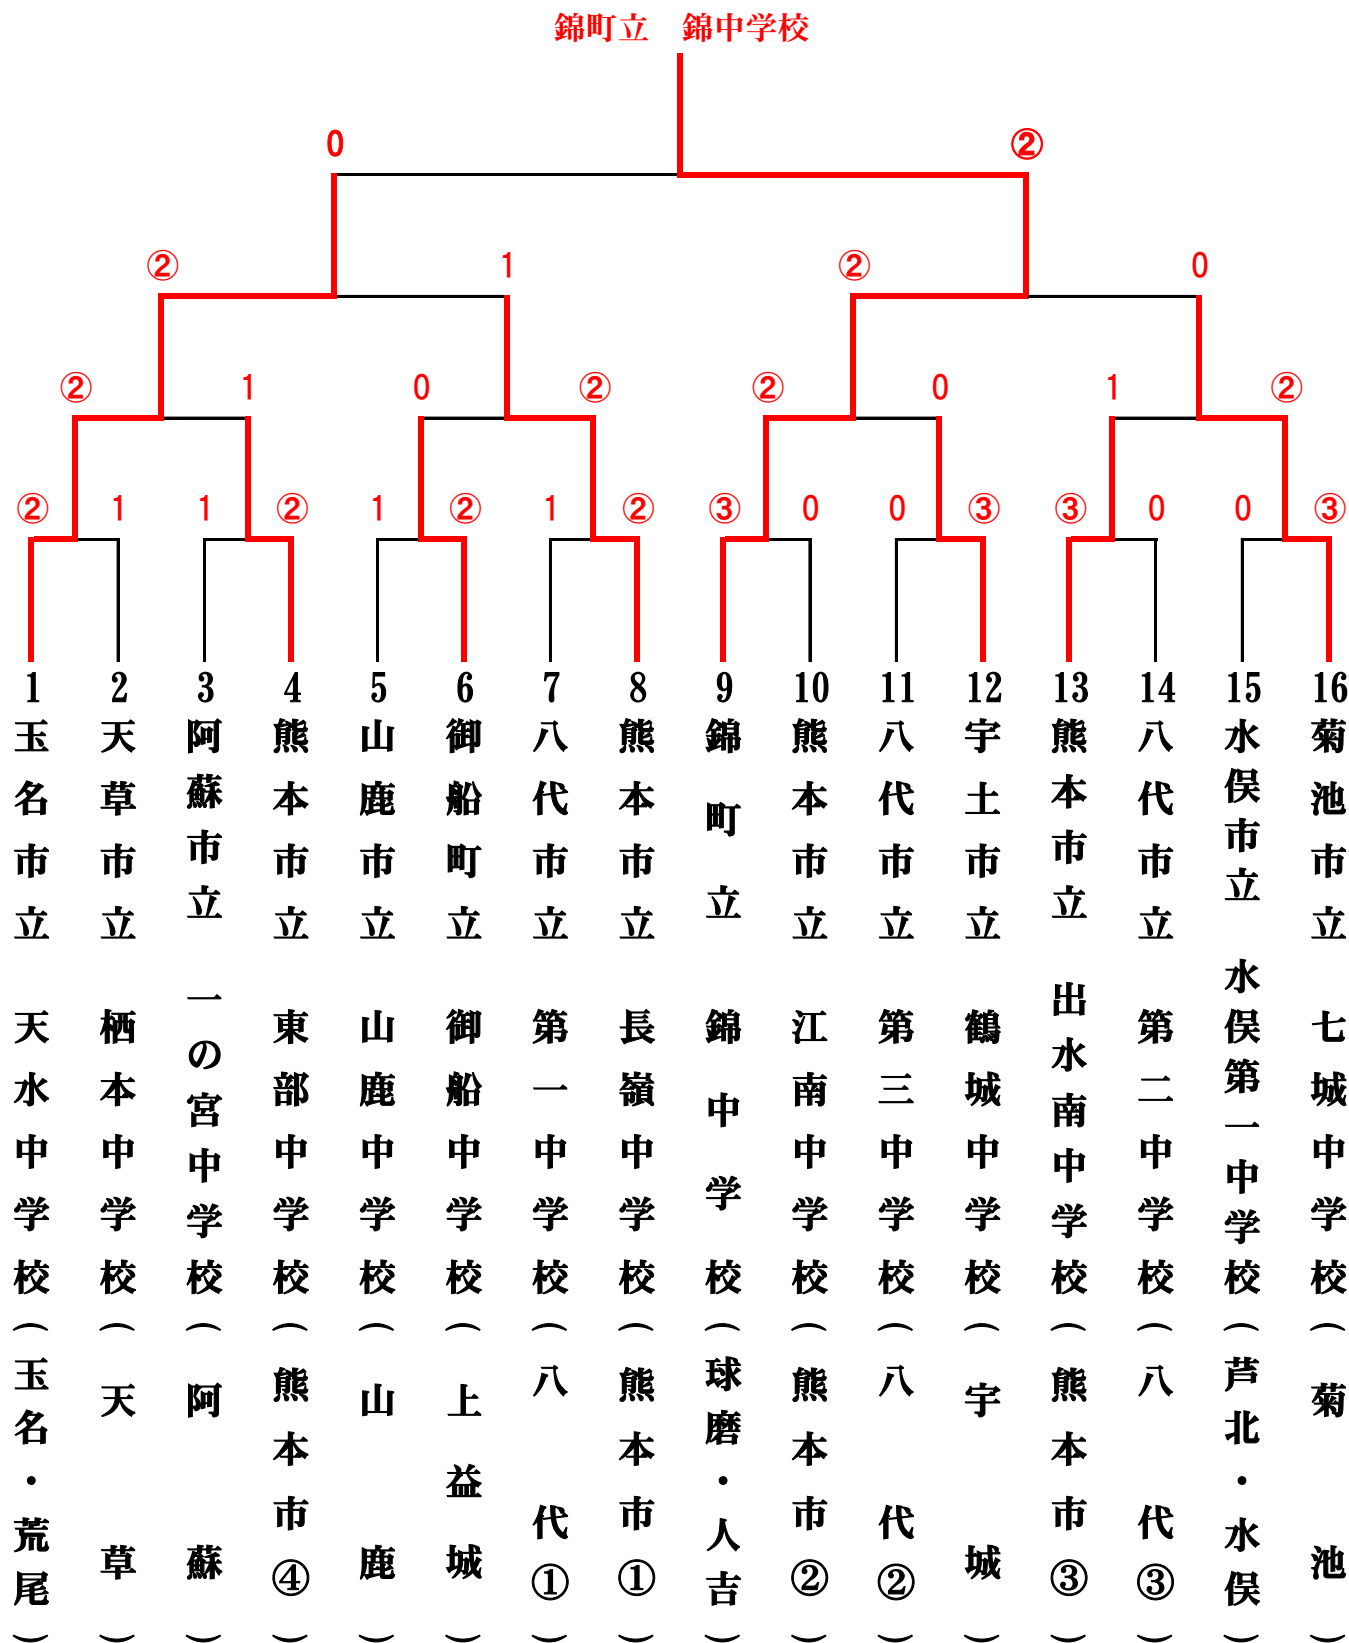 錦町立　錦中学校
0 ②
② 1 ② 0
② 1 0 ② ② 0 1 ②
② 1 1 ② 1 ② 1 ② ③ 0 0 ③ ③ 0 0 ③
1 玉名市立 天水中学校（玉名・荒尾）
2 天草市立 栖本中学校（天草）
3 阿蘇市立 一の宮中学校（阿蘇）
4 熊本市立 東部中学校（熊本市④）
5 山鹿市立 山鹿中学校（山鹿）
6 御船町立 御船中学校（上益城）
7 八代市立 第一中学校（八代①）
8 熊本市立 長嶺中学校（熊本市①）
9 錦町立 錦中学校（球磨・人吉）
10 熊本市立 江南中学校（熊本市②）
11 八代市立 第三中学校（八代②）
12 宇土市立 鶴城中学校（宇城）
13 熊本市立 出水南中学校（熊本市③）
14 八代市立 第二中学校（八代③）
15 水俣市立 水俣第一中学校（芦北・水俣）
16 菊池市立 七城中学校（菊池）